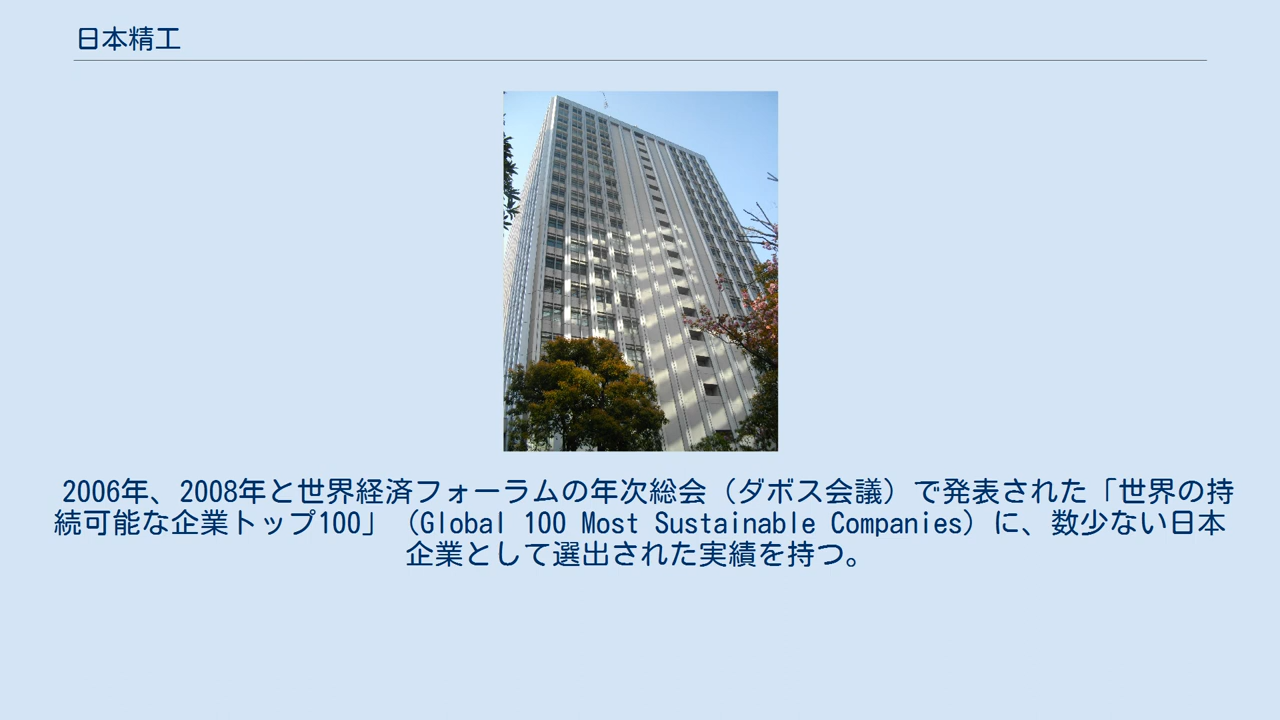 日本精工
2006年、2008年と世界経済フォーラムの年次総会（ダボス会議）で発表された「世界の持
続可能な企業トップ100」（Global 100 Most Sustainable Companies）に、数少ない日本
企業として選出された実績を持つ。